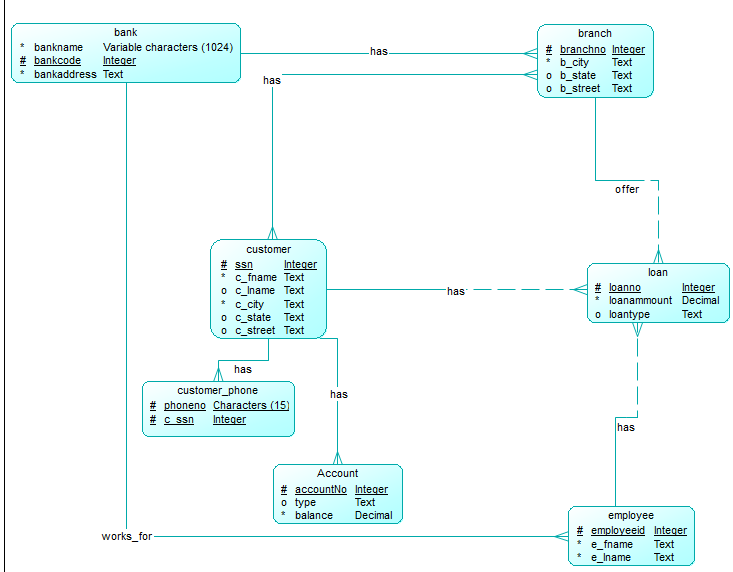 bank
* bankname Variable characters (1024)
# bankcode Integer
* bankaddress Text
has
branch
# branchno Integer
* b_city Text
o b_state Text
o b_street Text
has
offer
customer
# ssn Integer
* c_fname Text
o c_lname Text
* c_city Text
o c_state Text
o c_street Text
has
loan
# loanno Integer
* loanammount Decimal
o loantype Text
has
customer_phone
# phoneno Characters (15)
# c_ssn Integer
has
has
Account
# accountNo Integer
o type Text
* balance Decimal
works_for
employee
# employeeid Integer
* e_fname Text
* e_lname Text